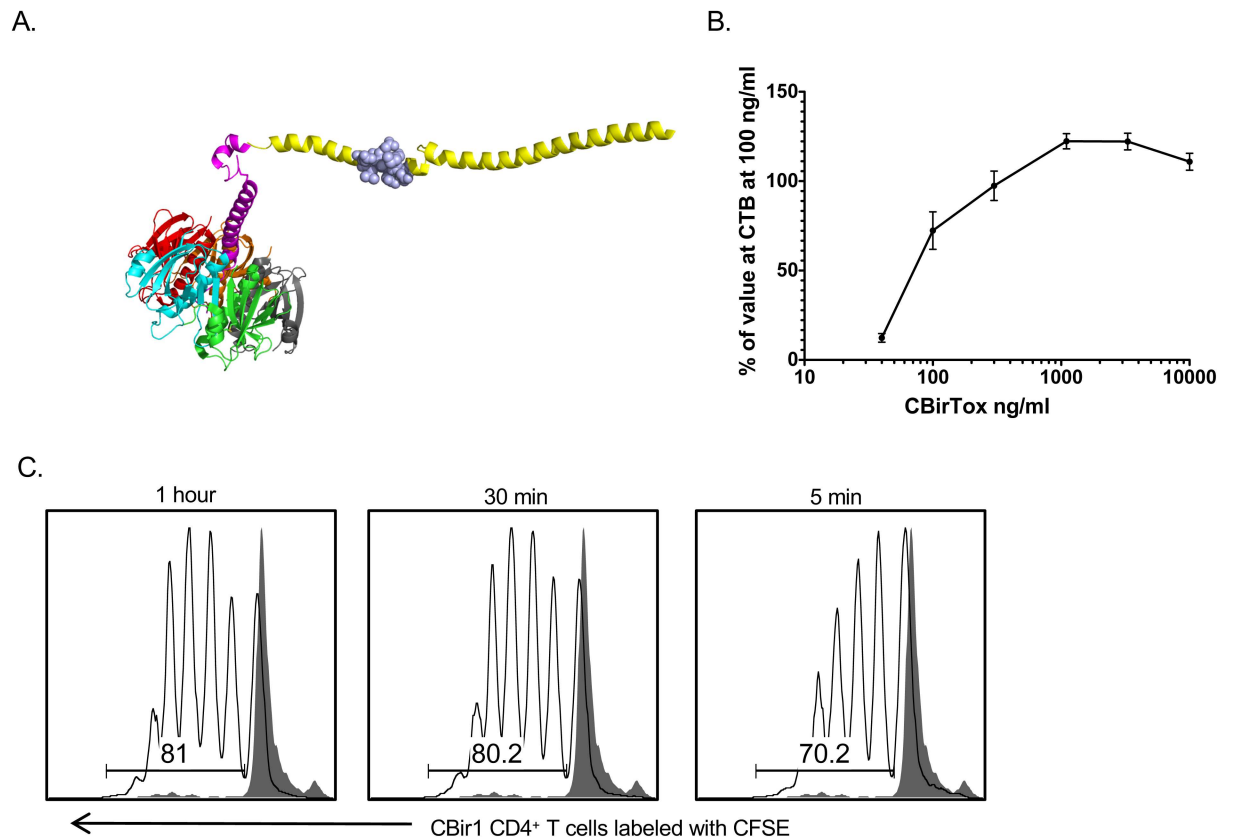 A.
B.
% of value at CTB at 100 ng/ml
150
100
50
0
10
100
1000
10000
CBirTox ng/ml
C.
1 hour
30 min
5 min
81
80.2
70.2
CBir1 CD4⁺ T cells labeled with CFSE